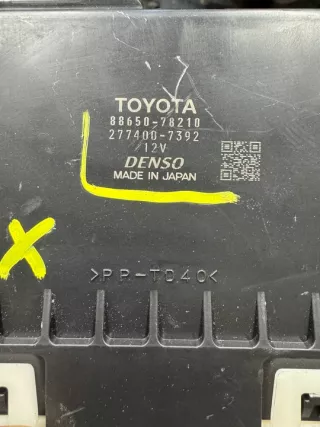 TOYOTA
88650-78210
277400-7392
12V
DENSO
MADE IN JAPAN
X
>PP-TD40<